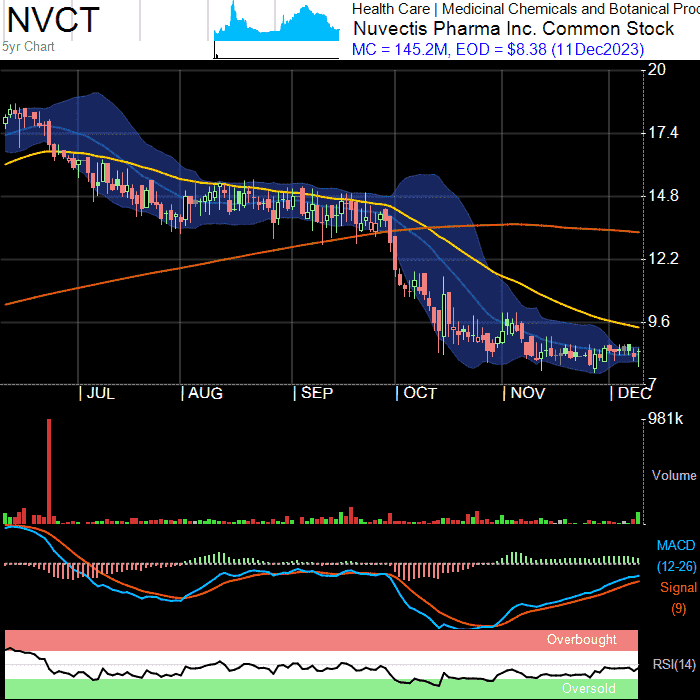 NVCT
5yr Chart
Health Care | Medicinal Chemicals and Botanical Proc
Nuvectis Pharma Inc. Common Stock
MC = 145.2M, EOD = $8.38 (11Dec2023)
20
17.4
14.8
12.2
9.6
7
JUL AUG SEP OCT NOV DEC
981k
Volume
MACD
(12-26)
Signal
(9)
Overbought
RSI(14)
Oversold